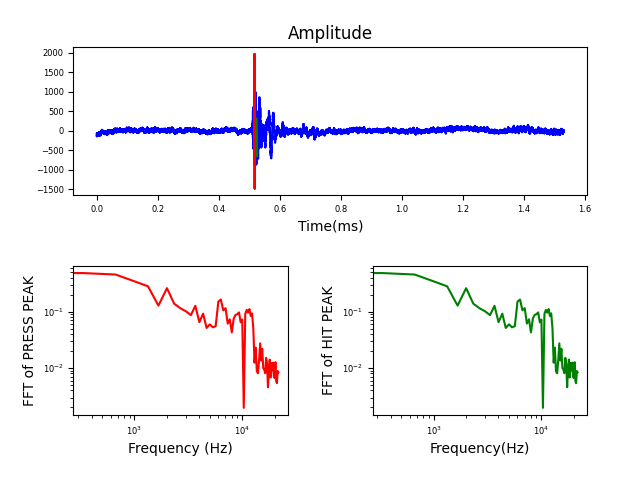 Amplitude
2000
1500
1000
500
0
−500
−1000
−1500
0.0 0.2 0.4 0.6 0.8 1.0 1.2 1.4 1.6
Time(ms)
FFT of PRESS PEAK
10⁻¹
10⁻²
10³ 10⁴
Frequency (Hz)
FFT of HIT PEAK
10⁻¹
10⁻²
10³ 10⁴
Frequency(Hz)